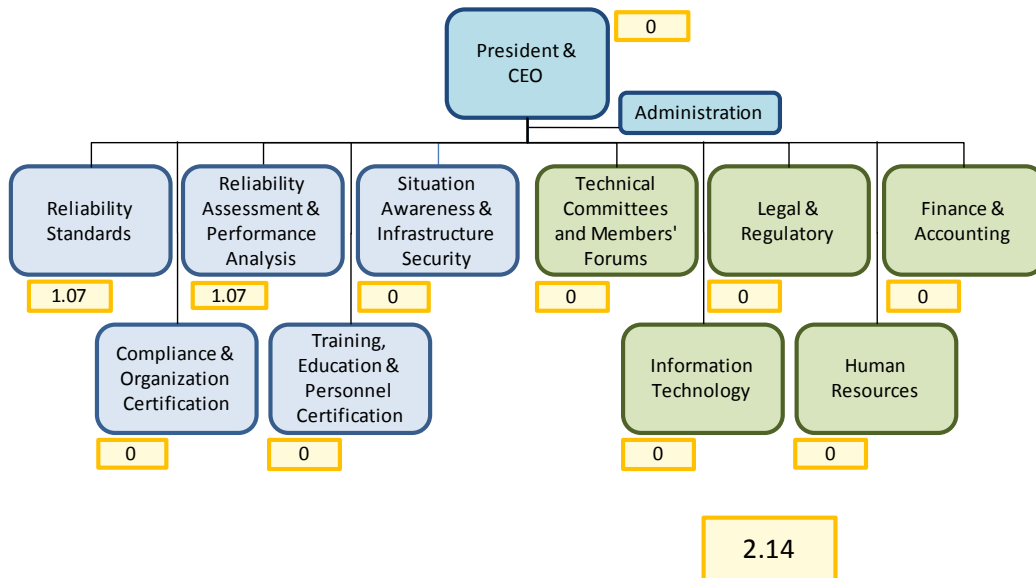 0
President &
CEO
Administration
Reliability
Standards
Reliability
Assessment &
Performance
Analysis
Situation
Awareness &
Infrastructure
Security
Technical
Committees
and Members'
Forums
Legal &
Regulatory
Finance &
Accounting
1.07
1.07
0
0
0
0
Compliance &
Organization
Certification
Training,
Education &
Personnel
Certification
Information
Technology
Human
Resources
0
0
0
0
2.14